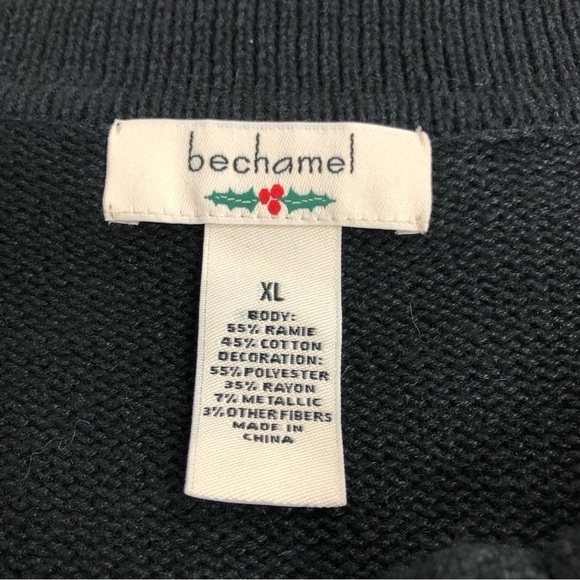 bechamel
XL
BODY:
55% RAMIE
45% COTTON
DECORATION:
55% POLYESTER
35% RAYON
7% METALLIC
3% OTHER FIBERS
MADE IN
CHINA